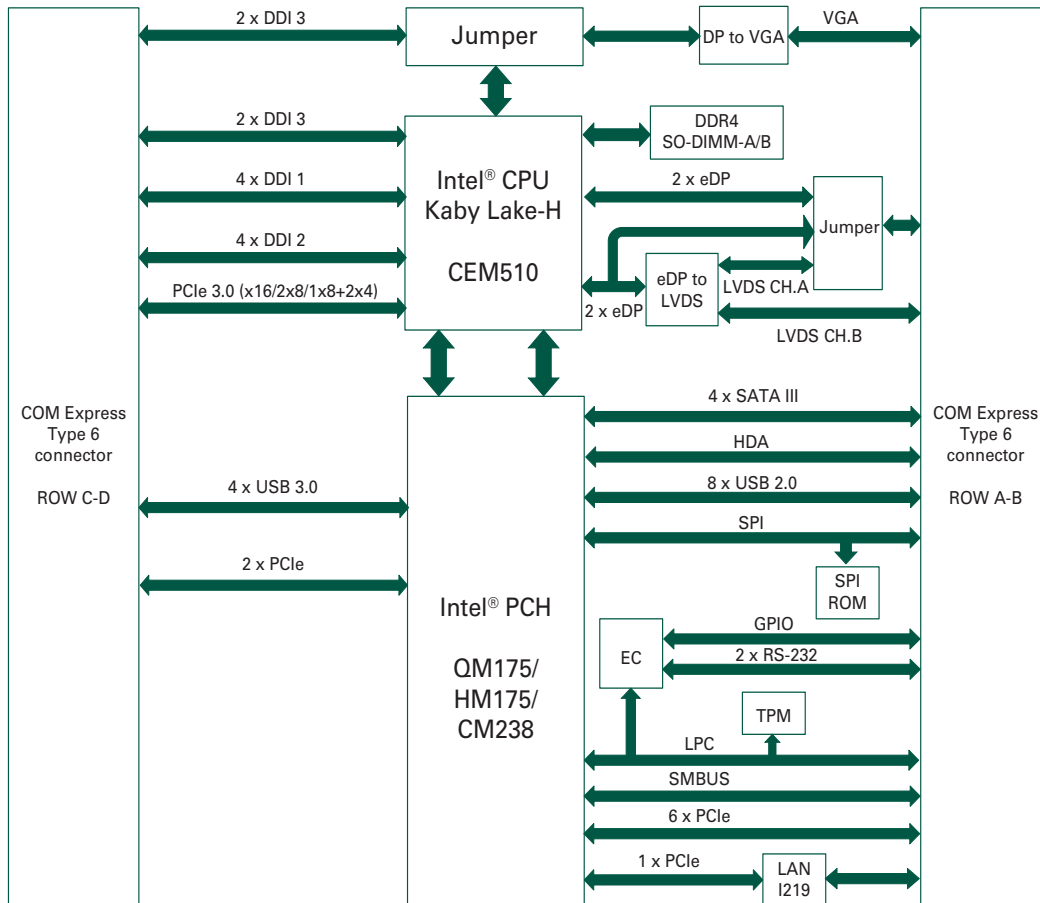 2 x DDI 3
Jumper
DP to VGA
VGA
2 x DDI 3
4 x DDI 1
4 x DDI 2
PCIe 3.0 (x16/2x8/1x8+2x4)
Intel® CPU
Kaby Lake-H
CEM510
DDR4
SO-DIMM-A/B
2 x eDP
Jumper
2 x eDP
eDP to
LVDS
LVDS CH.A
LVDS CH.B
COM Express
Type 6
connector
ROW C-D
4 x USB 3.0
2 x PCIe
Intel® PCH
QM175/
HM175/
CM238
4 x SATA III
HDA
8 x USB 2.0
SPI
SPI
ROM
EC
GPIO
2 x RS-232
TPM
LPC
SMBUS
6 x PCIe
1 x PCIe
LAN
I219
COM Express
Type 6
connector
ROW A-B